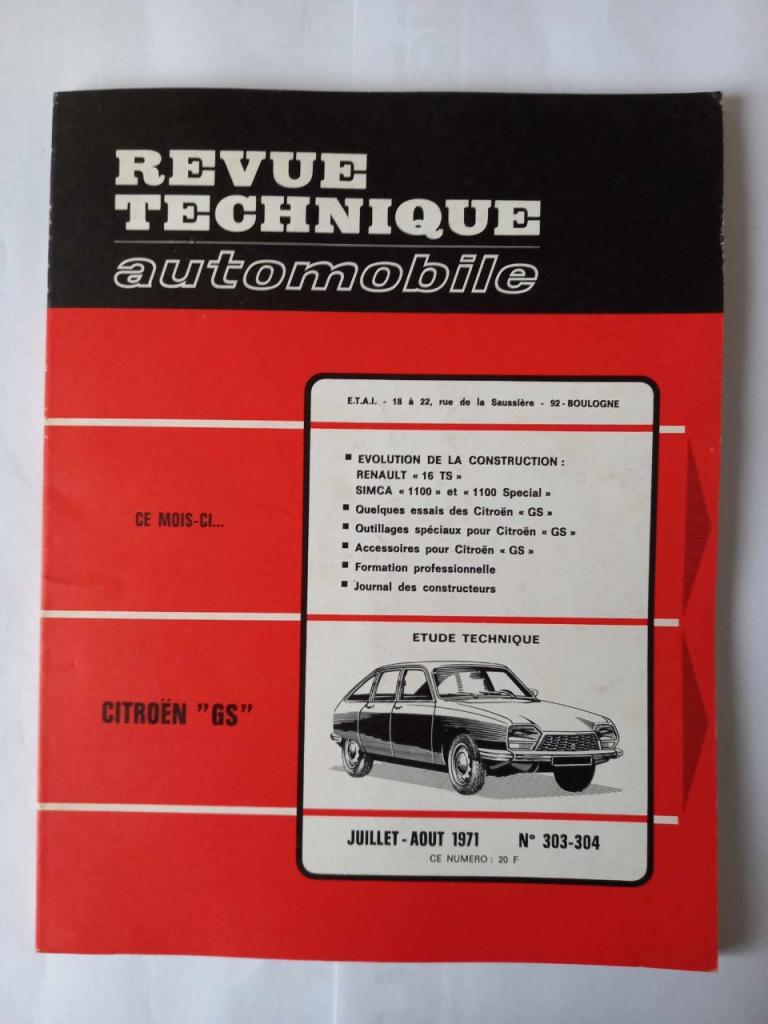 REVUE
TECHNIQUE
automobile
E.T.A.I. - 18 à 22, rue de la Saussière - 92 - BOULOGNE
EVOLUTION DE LA CONSTRUCTION :
RENAULT « 16 TS »
SIMCA « 1100 » et « 1100 Special »
Quelques essais des Citroën « GS »
Outillages spéciaux pour Citroën « GS »
Accessoires pour Citroën « GS »
Formation professionnelle
Journal des constructeurs
CE MOIS-CI...
ETUDE TECHNIQUE
CITROËN "GS"
JUILLET - AOUT 1971 N° 303-304
CE NUMERO : 20 F